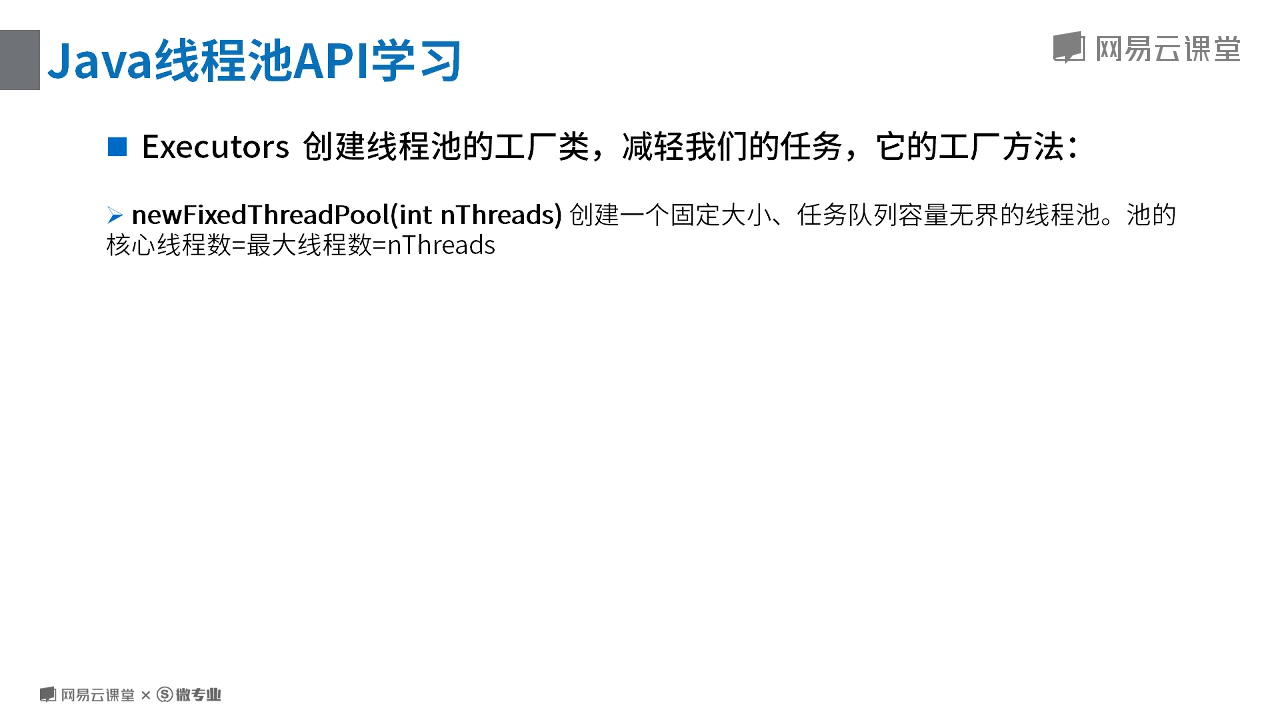 Java线程池API学习
网易云课堂
Executors 创建线程池的工厂类，减轻我们的任务，它的工厂方法：
newFixedThreadPool(int nThreads) 创建一个固定大小、任务队列容量无界的线程池。池的
核心线程数=最大线程数=nThreads
网易云课堂 × 微专业